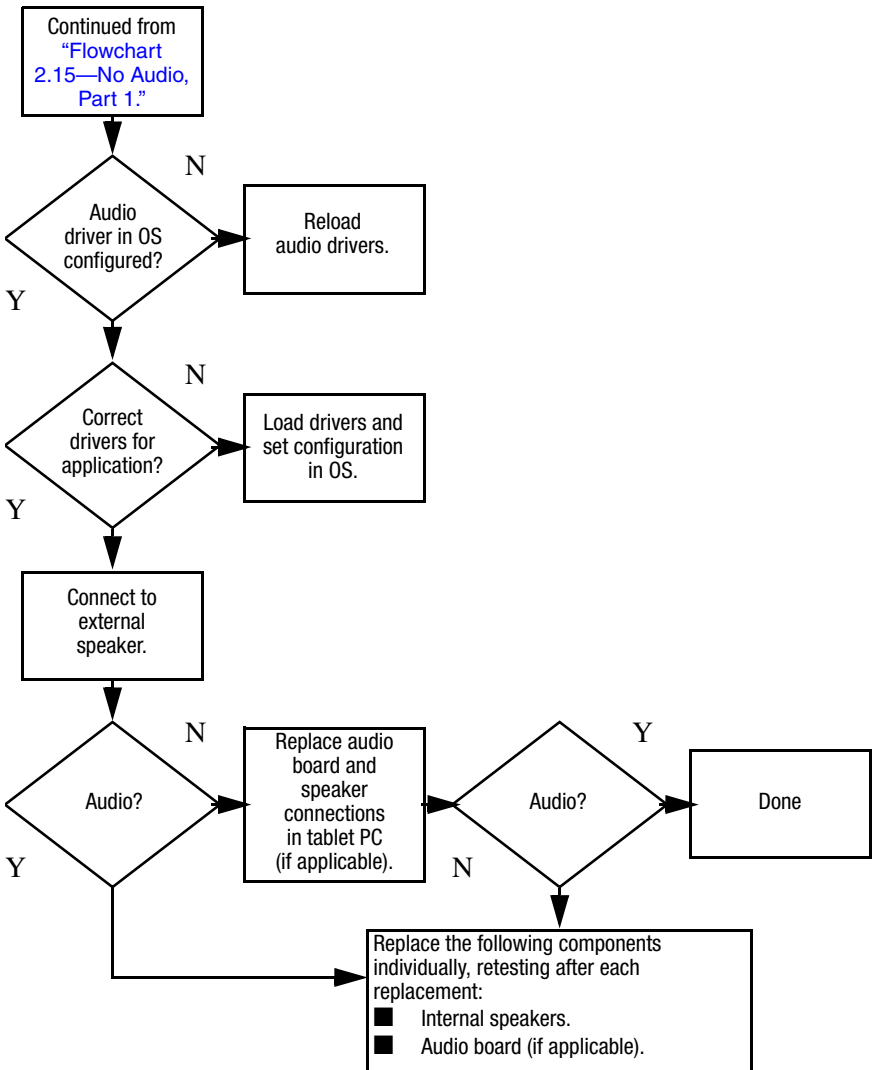 Continued from
“Flowchart
2.15—No Audio,
Part 1.”
N
Audio
driver in OS
configured?
Reload
audio drivers.
Y
N
Correct
drivers for
application?
Load drivers and
set configuration
in OS.
Y
Connect to
external
speaker.
N
Audio?
Y
Replace audio
board and
speaker
connections
in tablet PC
(if applicable).
Y
Audio?
N
Done
Replace the following components
individually, retesting after each
replacement:
■ Internal speakers.
■ Audio board (if applicable).